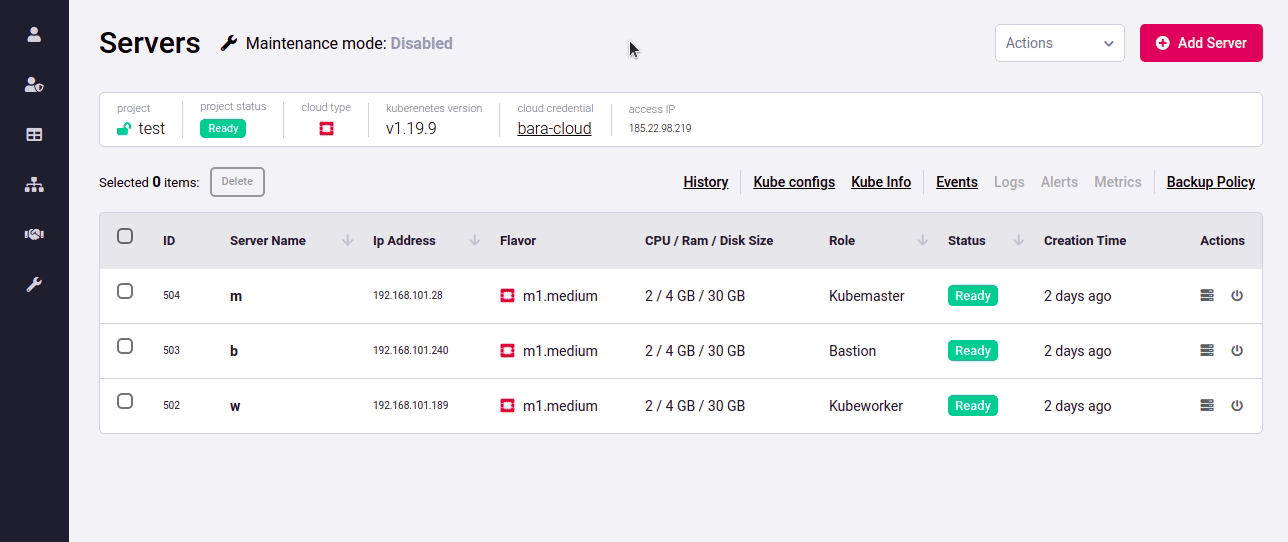 Servers Maintenance mode: Disabled Actions Add Server
project project status cloud type kuberenetes version cloud credential access IP
test Ready v1.19.9 bara-cloud 185.22.98.219
Selected 0 items: Delete History Kube configs Kube Info Events Logs Alerts Metrics Backup Policy
ID Server Name Ip Address Flavor CPU / Ram / Disk Size Role Status Creation Time Actions
504 m 192.168.101.28 m1.medium 2 / 4 GB / 30 GB Kubemaster Ready 2 days ago
503 b 192.168.101.240 m1.medium 2 / 4 GB / 30 GB Bastion Ready 2 days ago
502 w 192.168.101.189 m1.medium 2 / 4 GB / 30 GB Kubeworker Ready 2 days ago